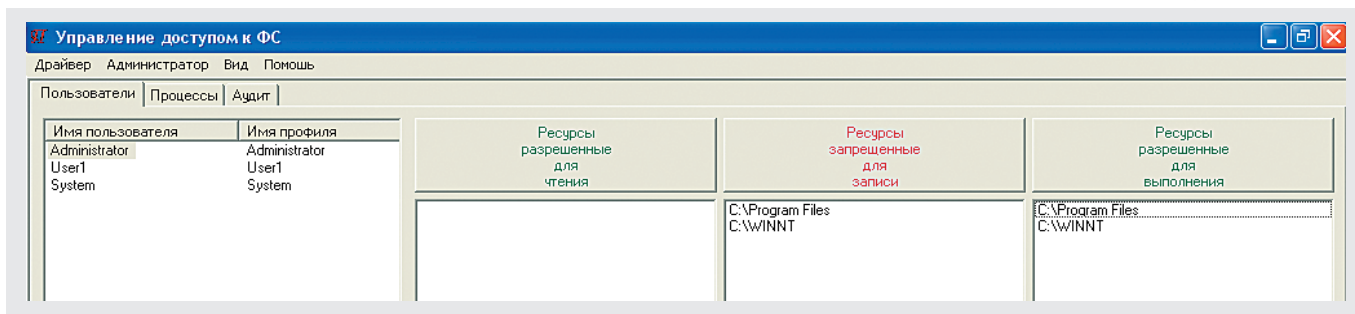 Управление доступом к ФС
Драйвер Администратор Вид Помошь
Пользователи Процессы Аудит
Имя пользователя Имя профиля
Administrator Administrator
User1 User1
System System
Ресурсы
разрешенные
для
чтения
Ресурсы
запрещенные
для
записи
C:\Program Files
C:\WINNT
Ресурсы
разрешенные
для
выполнения
C:\Program Files
C:\WINNT